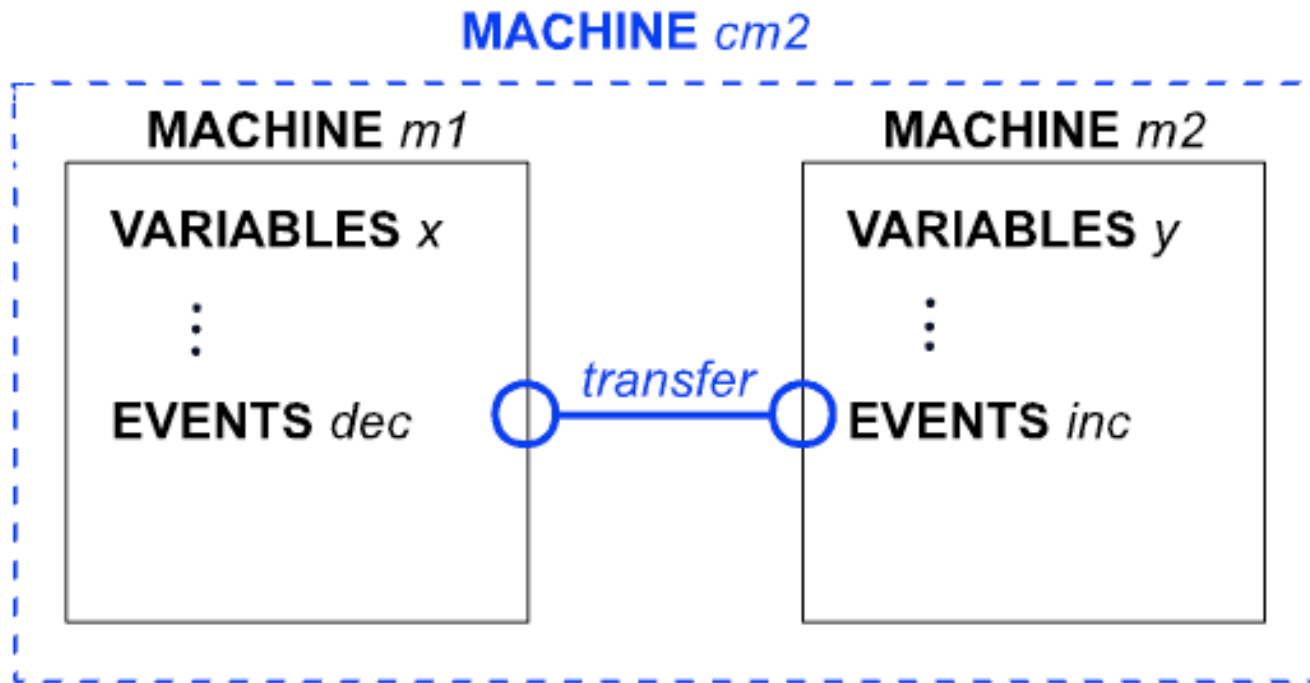 MACHINE cm2
MACHINE m1
VARIABLES x
EVENTS dec
transfer
MACHINE m2
VARIABLES y
EVENTS inc